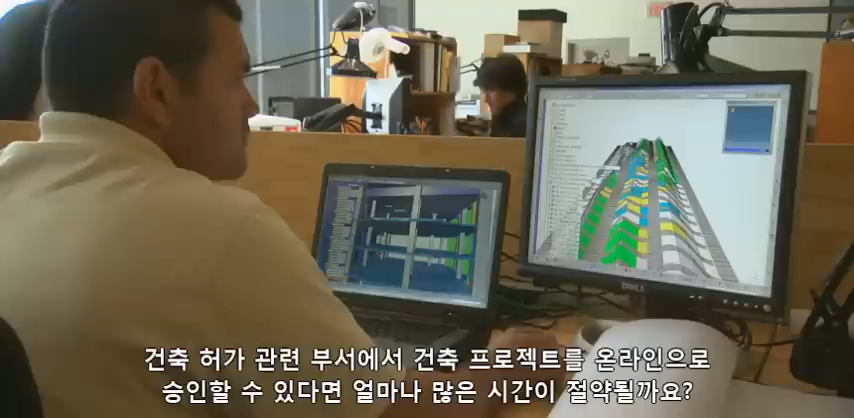 DELL
건축 허가 관련 부서에서 건축 프로젝트를 온라인으로
승인할 수 있다면 얼마나 많은 시간이 절약될까요?